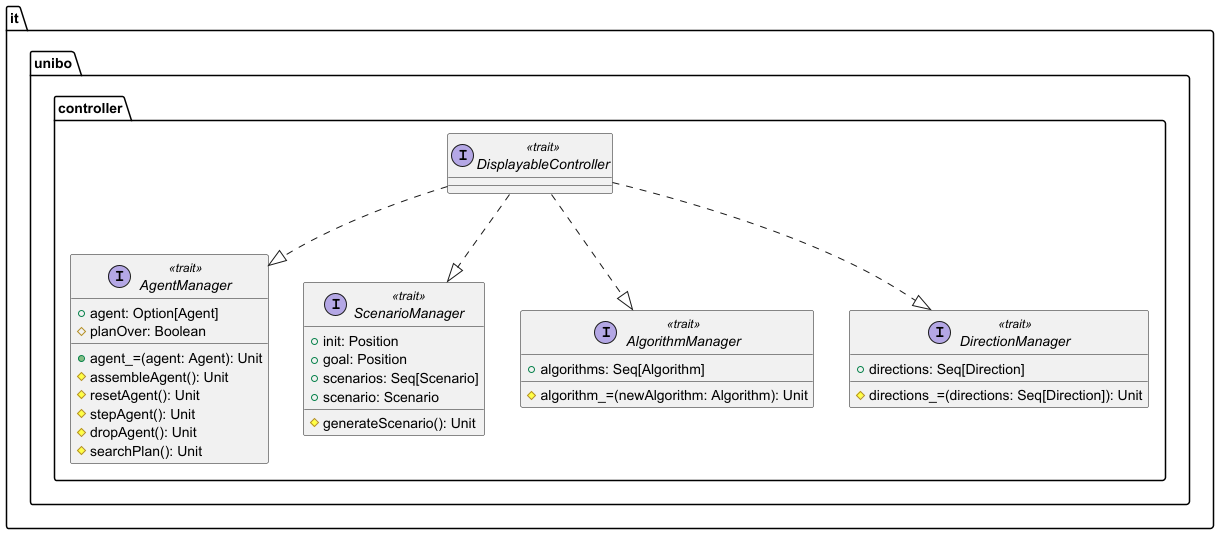 it
unibo
controller
I
«trait»
DisplayableController
I
«trait»
AgentManager
agent: Option[Agent]
planOver: Boolean
agent_=(agent: Agent): Unit
assembleAgent(): Unit
resetAgent(): Unit
stepAgent(): Unit
dropAgent(): Unit
searchPlan(): Unit
I
«trait»
ScenarioManager
init: Position
goal: Position
scenarios: Seq[Scenario]
scenario: Scenario
generateScenario(): Unit
I
«trait»
AlgorithmManager
algorithms: Seq[Algorithm]
algorithm_=(newAlgorithm: Algorithm): Unit
I
«trait»
DirectionManager
directions: Seq[Direction]
directions_=(directions: Seq[Direction]): Unit